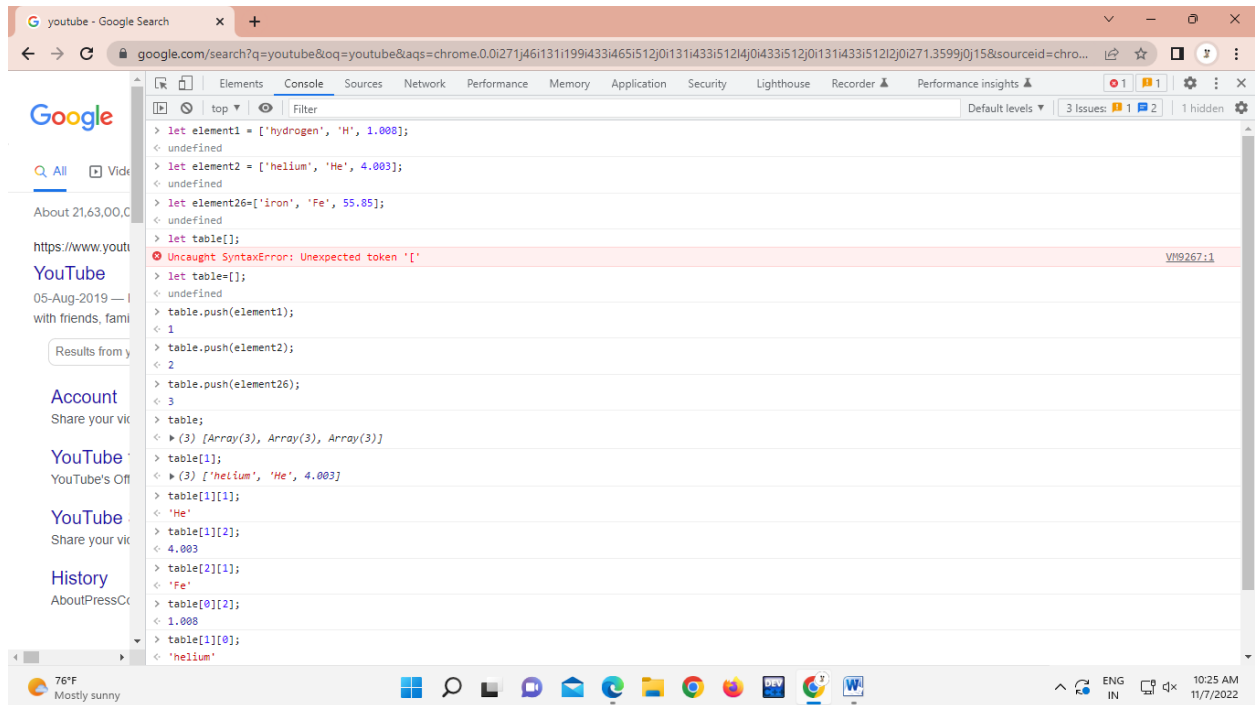 youtube - Google Search
google.com/search?q=youtube&oq=youtube&aqs=chrome.0.0i271j46i131i199i433i465i512j0i131i433i512l4j0i433i512j0i131i433i512l2j0i271.3599j0j15&sourceid=chro...
Elements Console Sources Network Performance Memory Application Security Lighthouse Recorder Performance insights 1 1
top Filter Default levels 3 Issues: 1 2 1 hidden
Google
All Vide
About 21,63,00,0
https://www.youtu
YouTube
05-Aug-2019 —
with friends, fami
Results from y
Account
Share your vid
YouTube
YouTube's Off
YouTube
Share your vid
History
AboutPressCo
> let element1 = ['hydrogen', 'H', 1.008];
undefined
> let element2 = ['helium', 'He', 4.003];
undefined
> let element26=['iron', 'Fe', 55.85];
undefined
> let table[];
Uncaught SyntaxError: Unexpected token '[' VM9267:1
> let table=[];
undefined
> table.push(element1);
1
> table.push(element2);
2
> table.push(element26);
3
> table;
(3) [Array(3), Array(3), Array(3)]
> table[1];
(3) ['helium', 'He', 4.003]
> table[1][1];
'He'
> table[1][2];
4.003
> table[2][1];
'Fe'
> table[0][2];
1.008
> table[1][0];
'helium'
76°F
Mostly sunny
DEV
W
ENG
IN
10:25 AM
11/7/2022